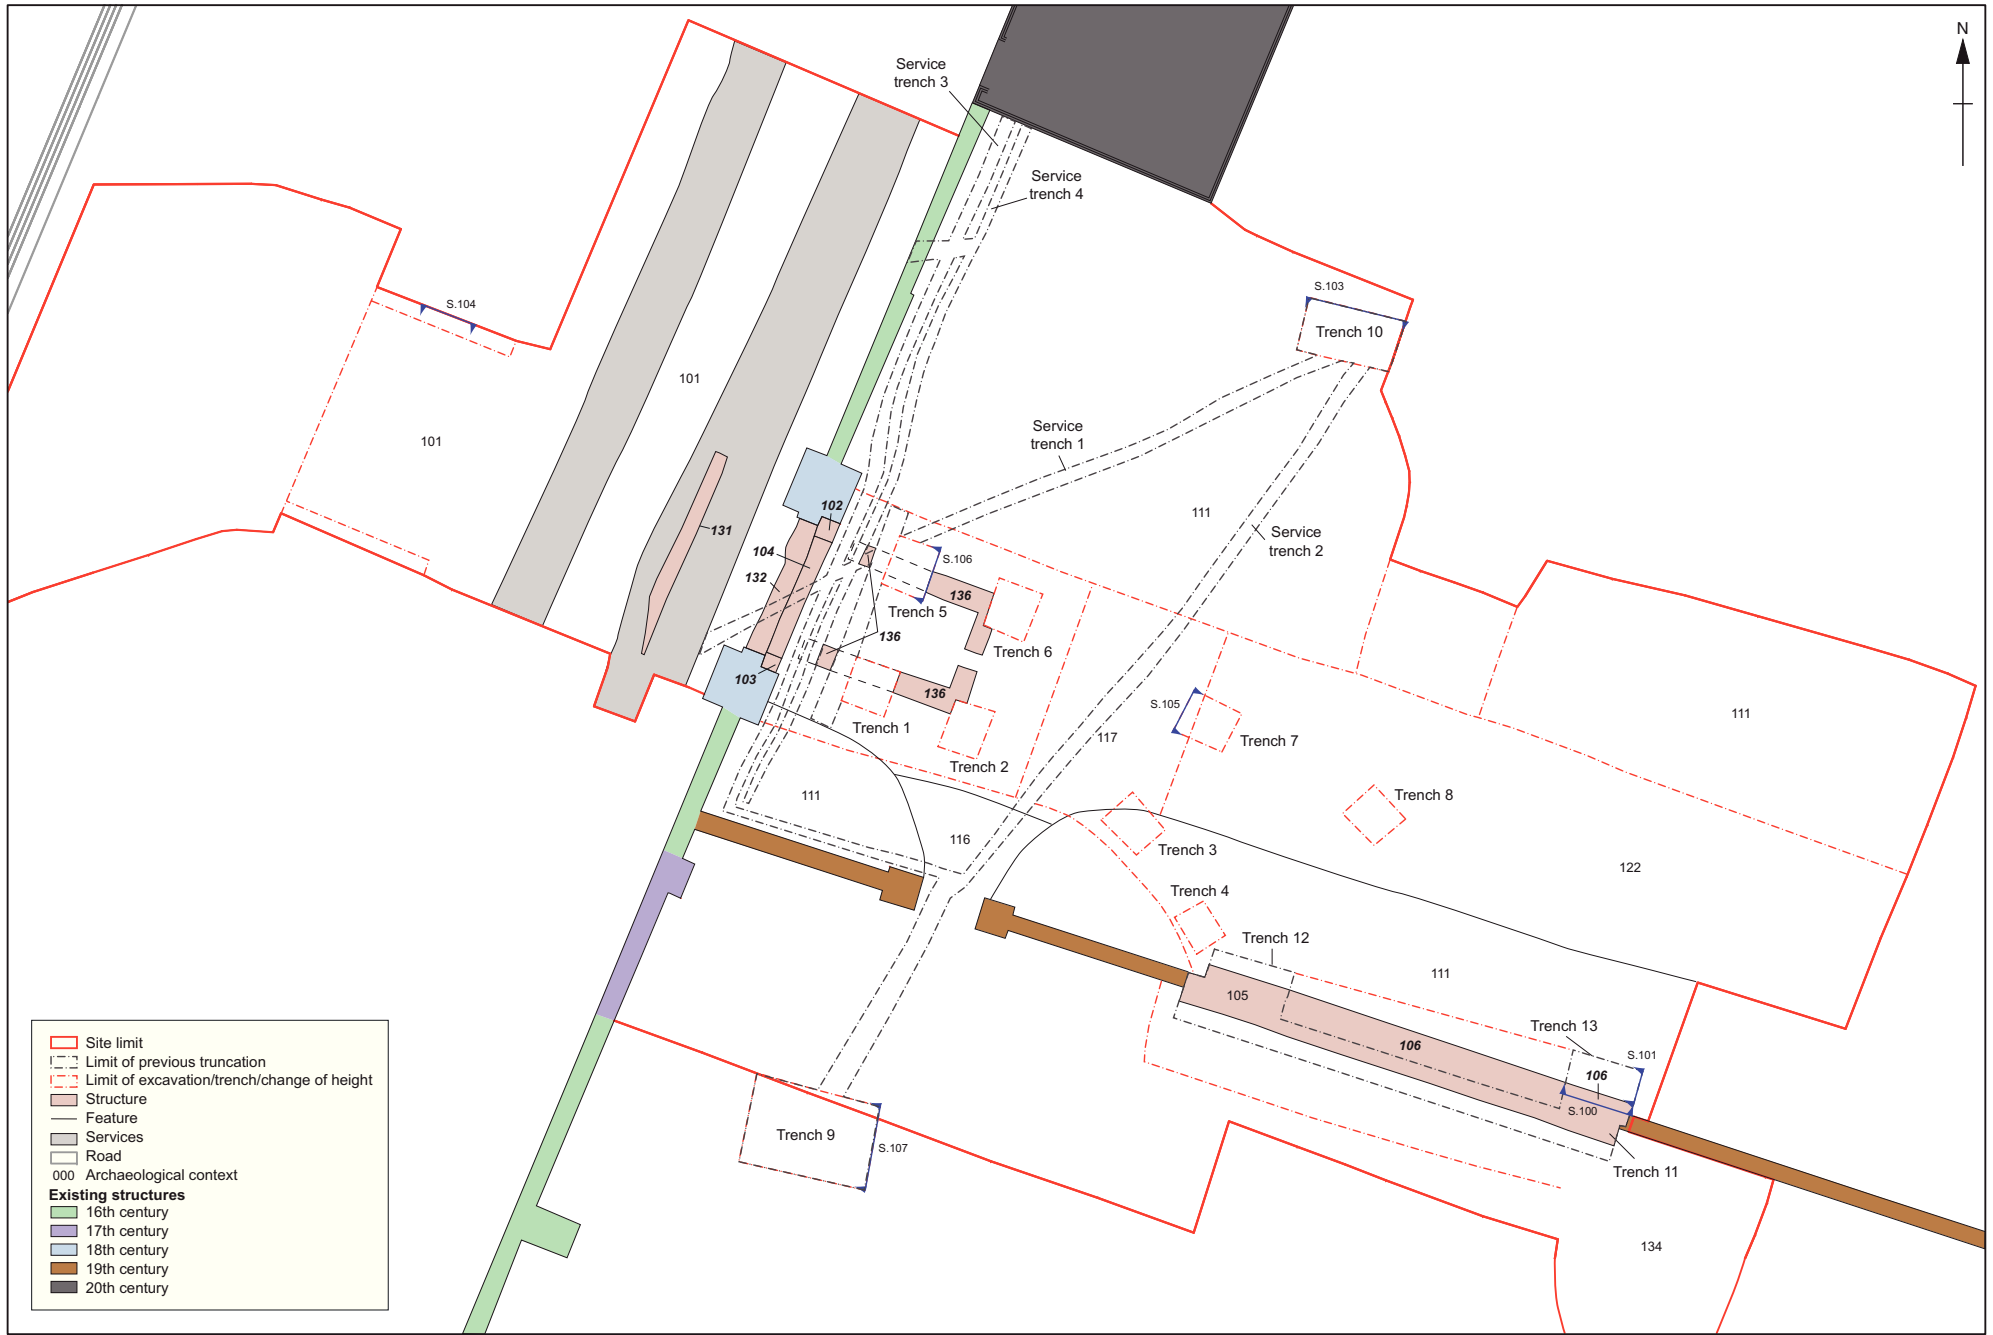 N
Service
trench 3
Service
trench 4
S.103
Trench 10
S.104
101
101
Service
trench 1
111
Service
trench 2
102
131
104
132
S.106
136
Trench 5
136
Trench 6
103
136
Trench 1
Trench 2
S.105
117
Trench 7
111
111
116
Trench 8
Trench 3
122
Trench 4
Trench 12
111
105
106
Trench 13
S.101
106
S.100
Trench 11
Trench 9
S.107
134
Site limit
Limit of previous truncation
Limit of excavation/trench/change of height
Structure
Feature
Services
Road
000 Archaeological context
Existing structures
16th century
17th century
18th century
19th century
20th century